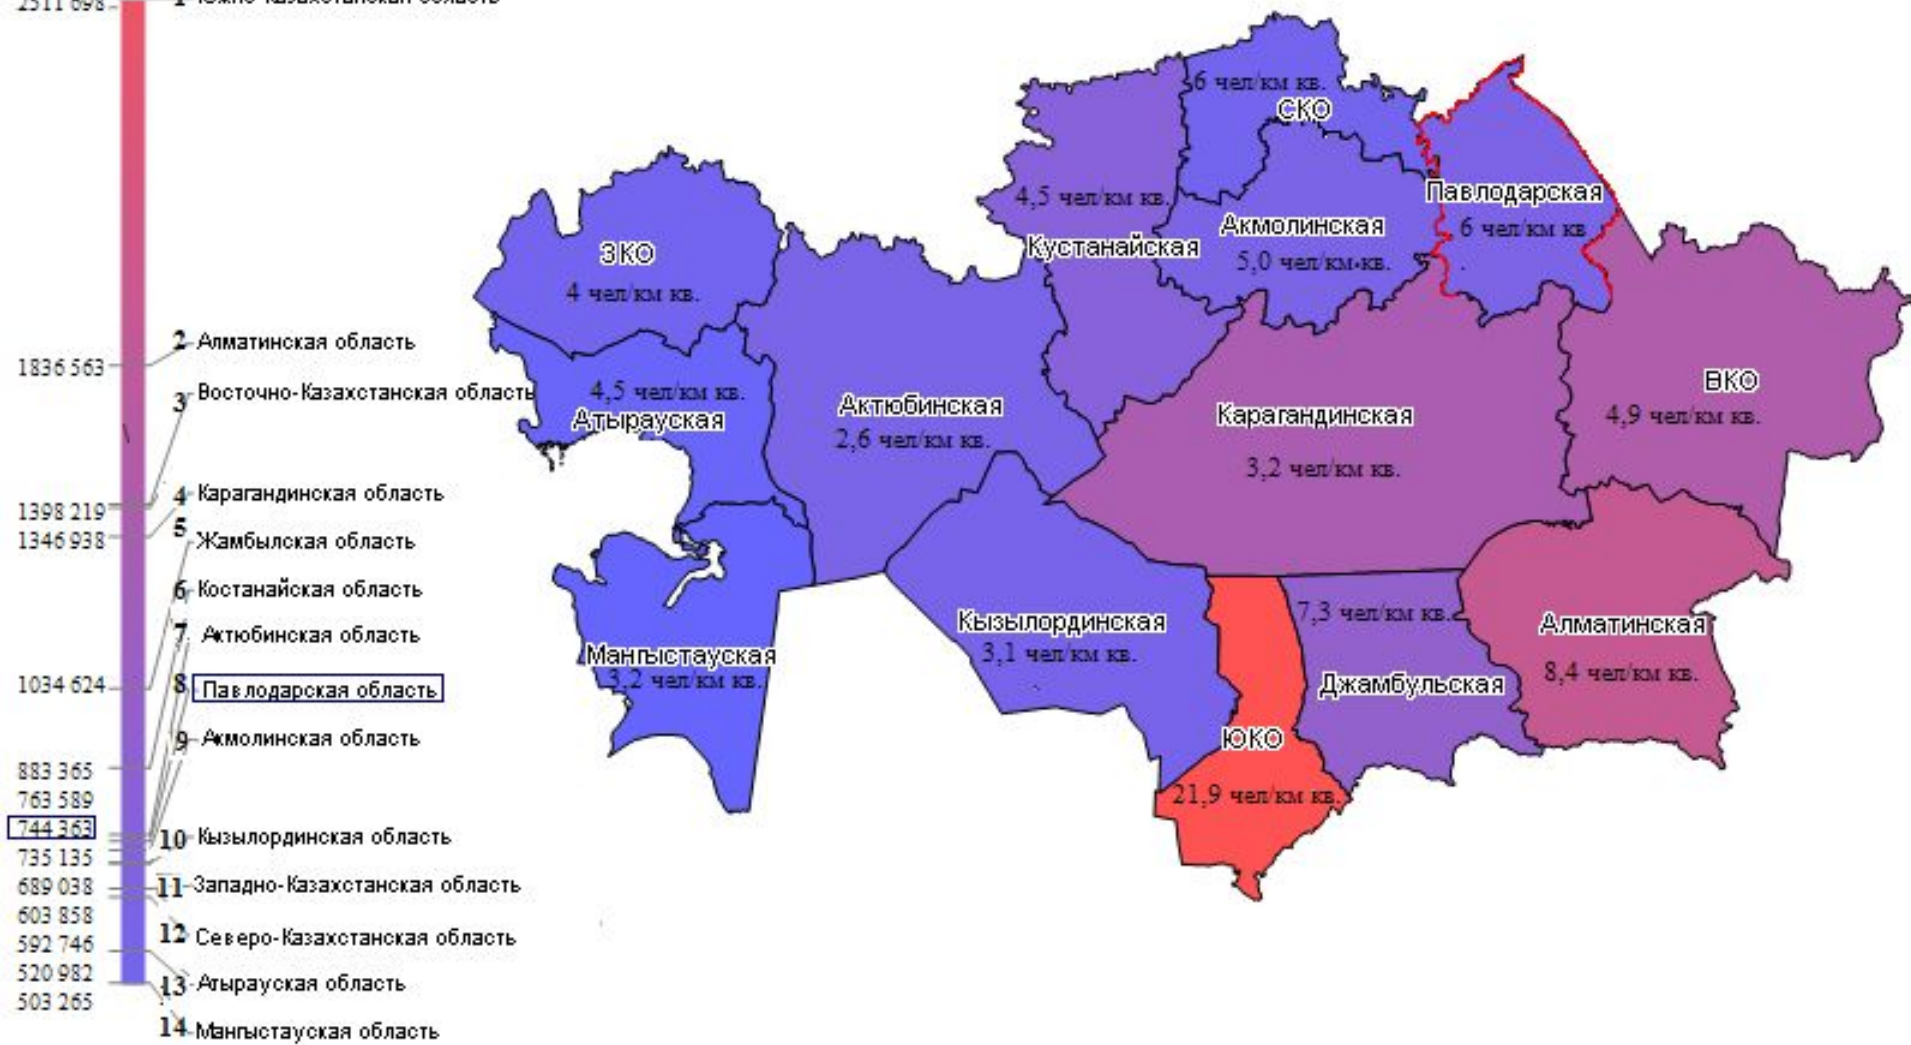 2511 698
1 Южно-Казахстанская область
2 Алматинская область
1836 563
3 Восточно-Казахстанская область
4 Карагандинская область
1398 219
5 Жамбылская область
1346 938
6 Костанайская область
7 Актюбинская область
1034 624
8 Павлодарская область
9 Акмолинская область
883 365
763 589
744 363
10 Кызылординская область
735 135
689 038
11 Западно-Казахстанская область
603 858
12 Северо-Казахстанская область
592 746
520 982
13 Атырауская область
503 265
14 Мангыстауская область
6 чел/км кв.
СКО
4,5 чел/км кв.
Кустанайская
Павлодарская
6 чел/км кв
Акмолинская
5,0 чел/км.кв.
ЗКО
4 чел/км кв.
4,5 чел/км кв.
Атырауская
Актюбинская
2,6 чел/км кв.
Карагандинская
3,2 чел/км кв.
ВКО
4,9 чел/км кв.
Мангыстауская
3,2 чел/км кв.
Кызылординская
3,1 чел/км кв.
7,3 чел/км кв.
Джамбульская
Алматинская
8,4 чел/км кв.
ЮКО
21,9 чел/км кв.